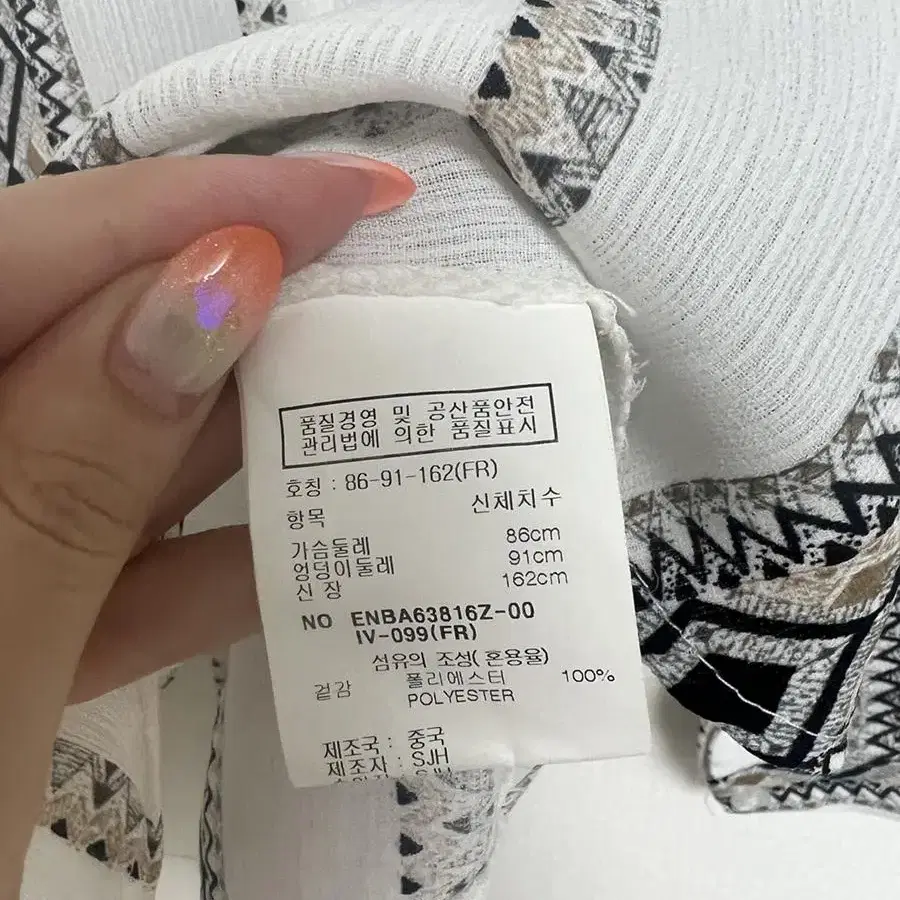 품질경영 및 공산품안전
관리법에 의한 품질표시
호칭 : 86-91-162(FR)
항목 신체치수
가슴둘레 86cm
엉덩이둘레 91cm
신 장 162cm
NO ENBA63816Z-00
IV-099(FR)
섬유의 조성(혼용율)
겉감 폴리에스터 100%
POLYESTER
제조국 : 중국
제조자 : SJH